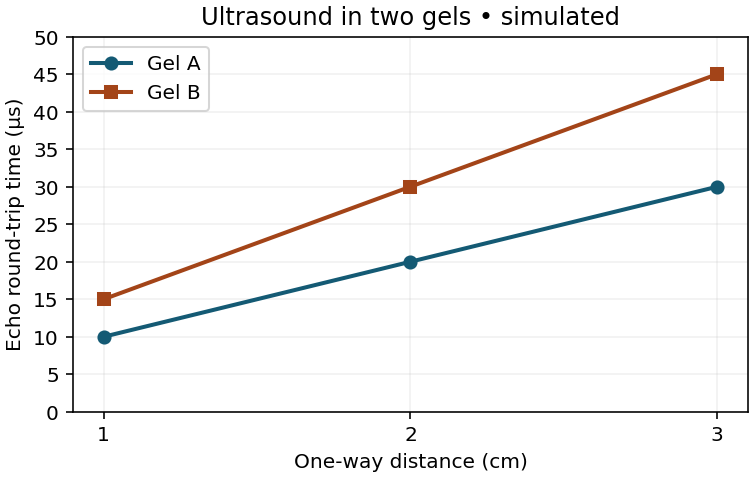 Ultrasound in two gels • simulated
Gel A
Gel B
Echo round-trip time (µs)
50
45
40
35
30
25
20
15
10
5
0
1 2 3
One-way distance (cm)